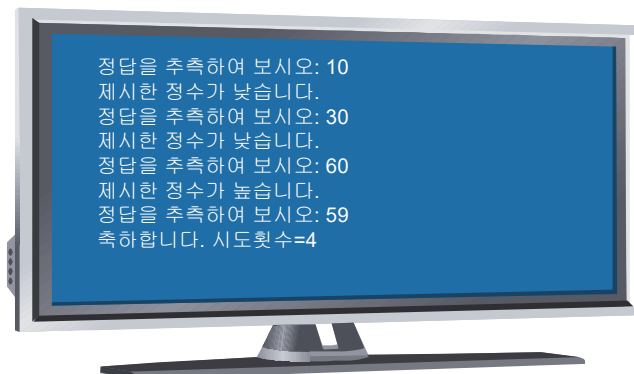 정답을 추측하여 보시오: 10
제시한 정수가 낮습니다.
정답을 추측하여 보시오: 30
제시한 정수가 낮습니다.
정답을 추측하여 보시오: 60
제시한 정수가 높습니다.
정답을 추측하여 보시오: 59
축하합니다. 시도횟수=4